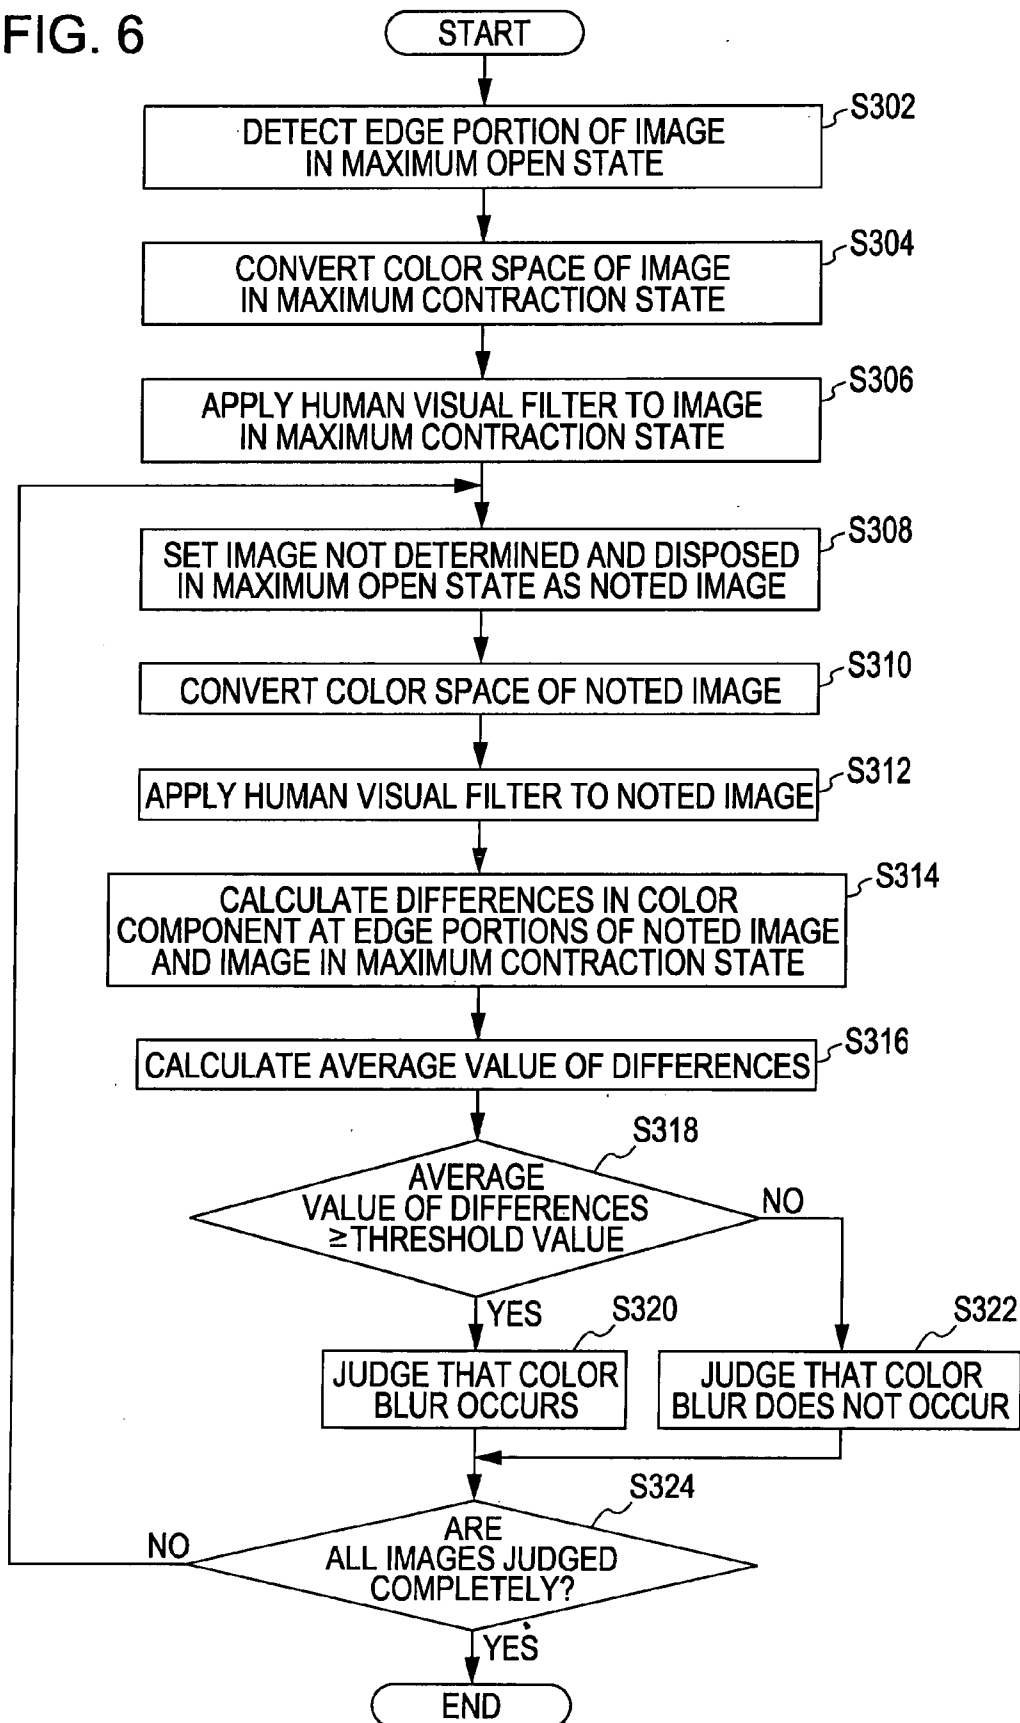 FIG. 6
START
S302
DETECT EDGE PORTION OF IMAGE
IN MAXIMUM OPEN STATE
S304
CONVERT COLOR SPACE OF IMAGE
IN MAXIMUM CONTRACTION STATE
S306
APPLY HUMAN VISUAL FILTER TO IMAGE
IN MAXIMUM CONTRACTION STATE
S308
SET IMAGE NOT DETERMINED AND DISPOSED
IN MAXIMUM OPEN STATE AS NOTED IMAGE
S310
CONVERT COLOR SPACE OF NOTED IMAGE
S312
APPLY HUMAN VISUAL FILTER TO NOTED IMAGE
S314
CALCULATE DIFFERENCES IN COLOR
COMPONENT AT EDGE PORTIONS OF NOTED IMAGE
AND IMAGE IN MAXIMUM CONTRACTION STATE
S316
CALCULATE AVERAGE VALUE OF DIFFERENCES
S318
AVERAGE
VALUE OF DIFFERENCES
≥THRESHOLD VALUE
NO
YES
S320
JUDGE THAT COLOR
BLUR OCCURS
S322
JUDGE THAT COLOR
BLUR DOES NOT OCCUR
S324
ARE
ALL IMAGES JUDGED
COMPLETELY?
NO
YES
END